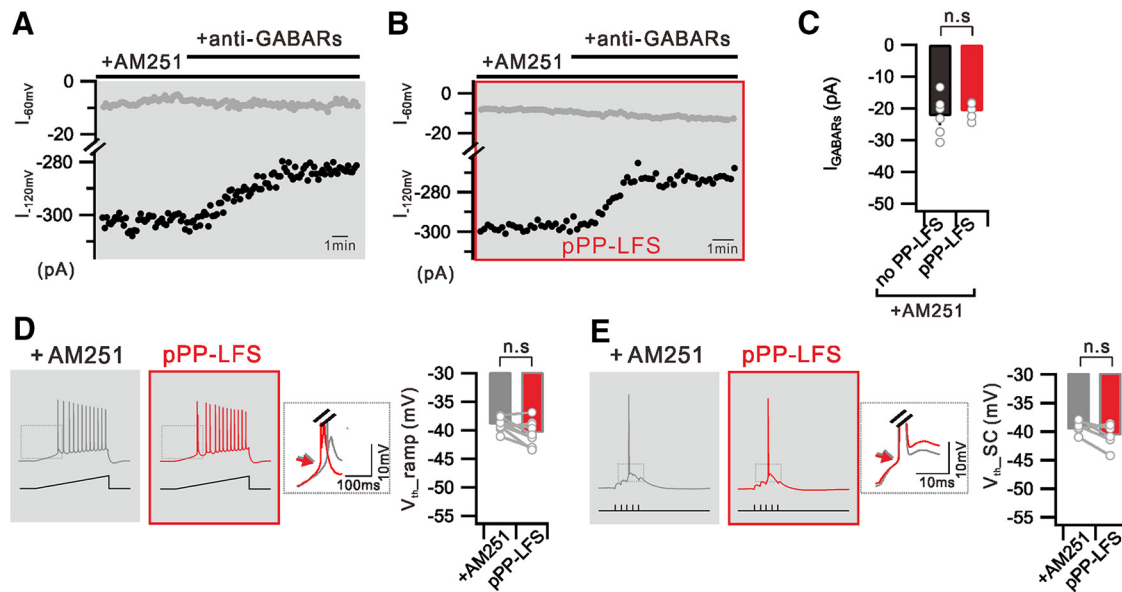 A
+anti-GABARs
+AM251
0
-20
-280
-300
I-60mV
I-120mV
(pA)
1min
B
+anti-GABARs
+AM251
0
-20
-280
-300
I-60mV
I-120mV
(pA)
pPP-LFS
1min
C
n.s
0
-10
-20
-30
-40
-50
IGABARs (pA)
no PP-LFS
pPP-LFS
+AM251
D
+ AM251
pPP-LFS
10mV
100ms
n.s
-30
-35
-40
-45
-50
-55
Vth_ramp (mV)
+AM251
pPP-LFS
E
+ AM251
pPP-LFS
10mV
10ms
n.s
-30
-35
-40
-45
-50
-55
Vth_SC (mV)
+AM251
pPP-LFS